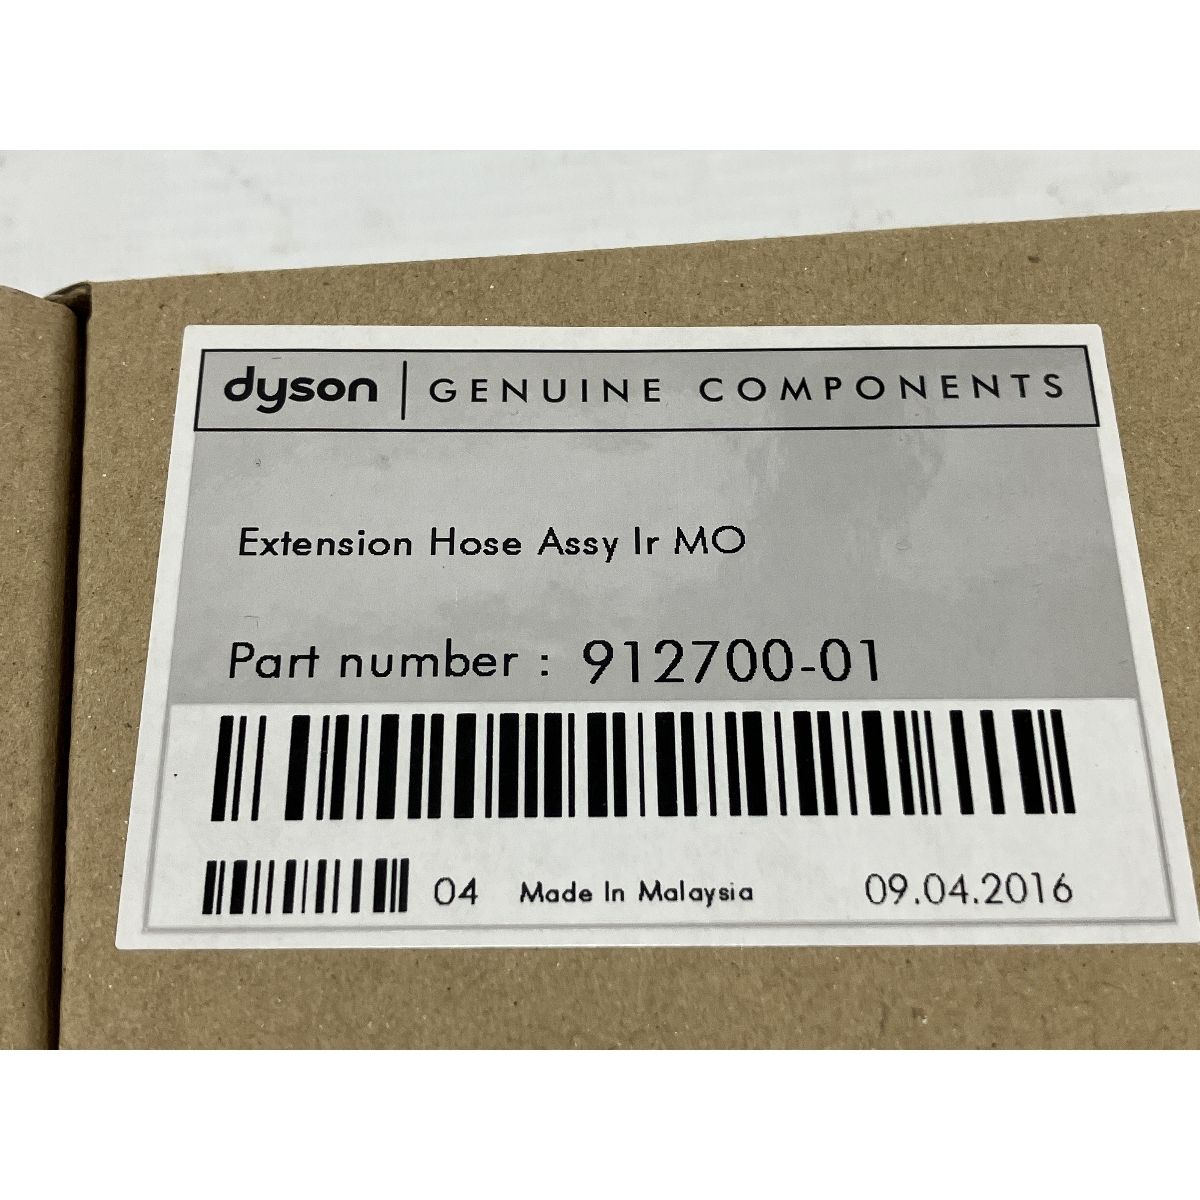 dyson | GENUINE COMPONENTS
Extension Hose Assy Ir MO
Part number : 912700-01
04 Made In Malaysia 09.04.2016